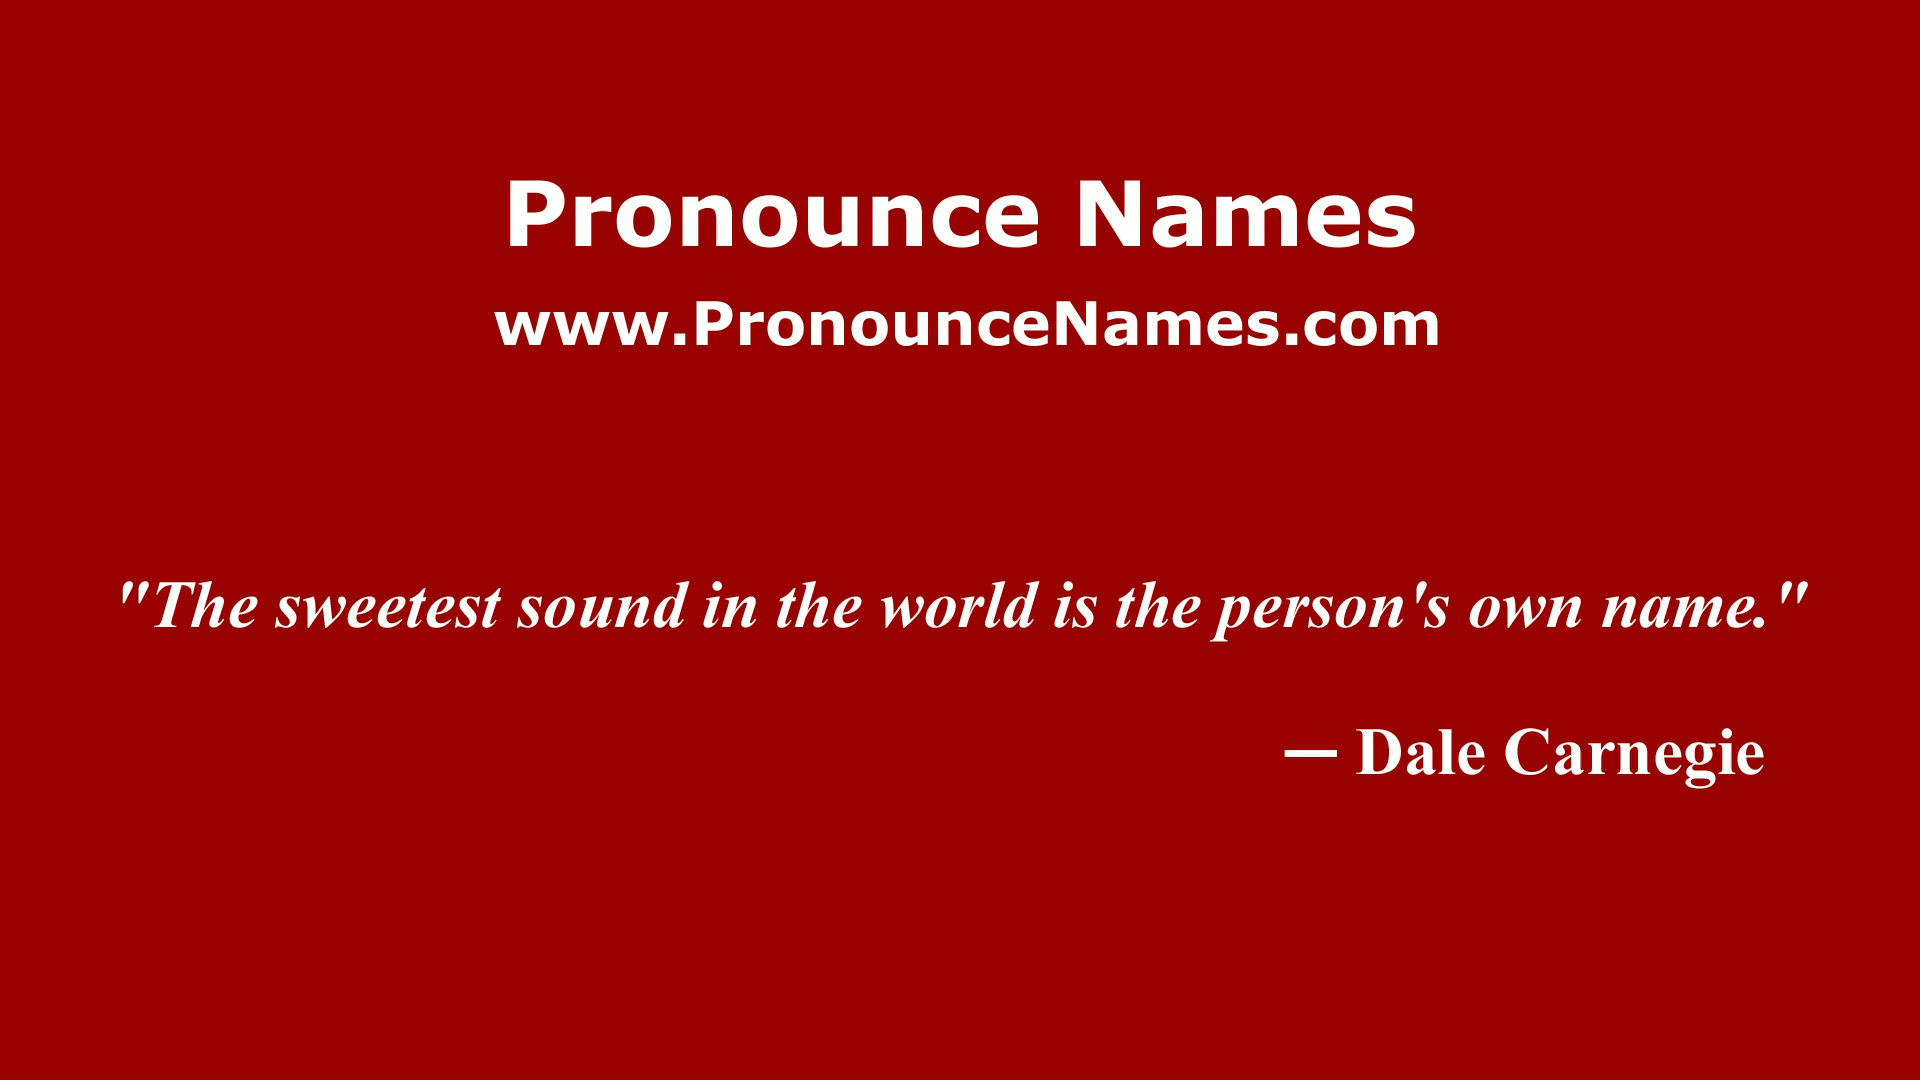 Pronounce Names
www.PronounceNames.com
"The sweetest sound in the world is the person's own name."
— Dale Carnegie